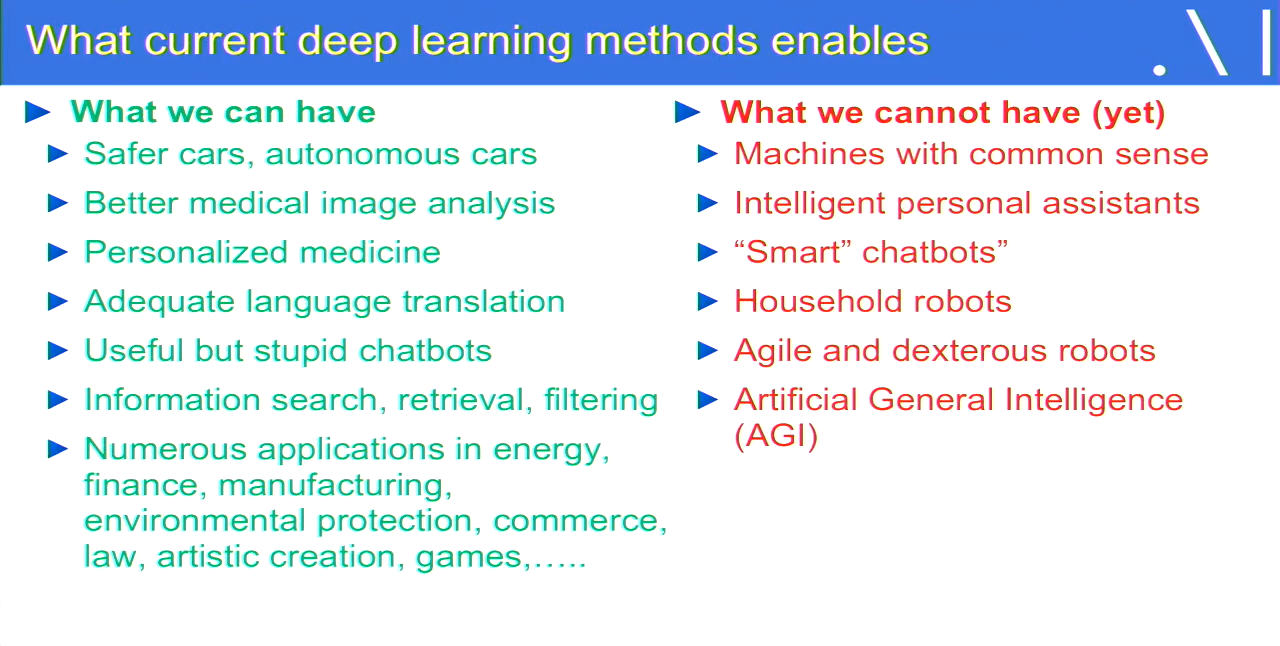 What current deep learning methods enables
What we can have
Safer cars, autonomous cars
Better medical image analysis
Personalized medicine
Adequate language translation
Useful but stupid chatbots
Information search, retrieval, filtering
Numerous applications in energy,
finance, manufacturing,
environmental protection, commerce,
law, artistic creation, games,…..
What we cannot have (yet)
Machines with common sense
Intelligent personal assistants
“Smart” chatbots”
Household robots
Agile and dexterous robots
Artificial General Intelligence
(AGI)